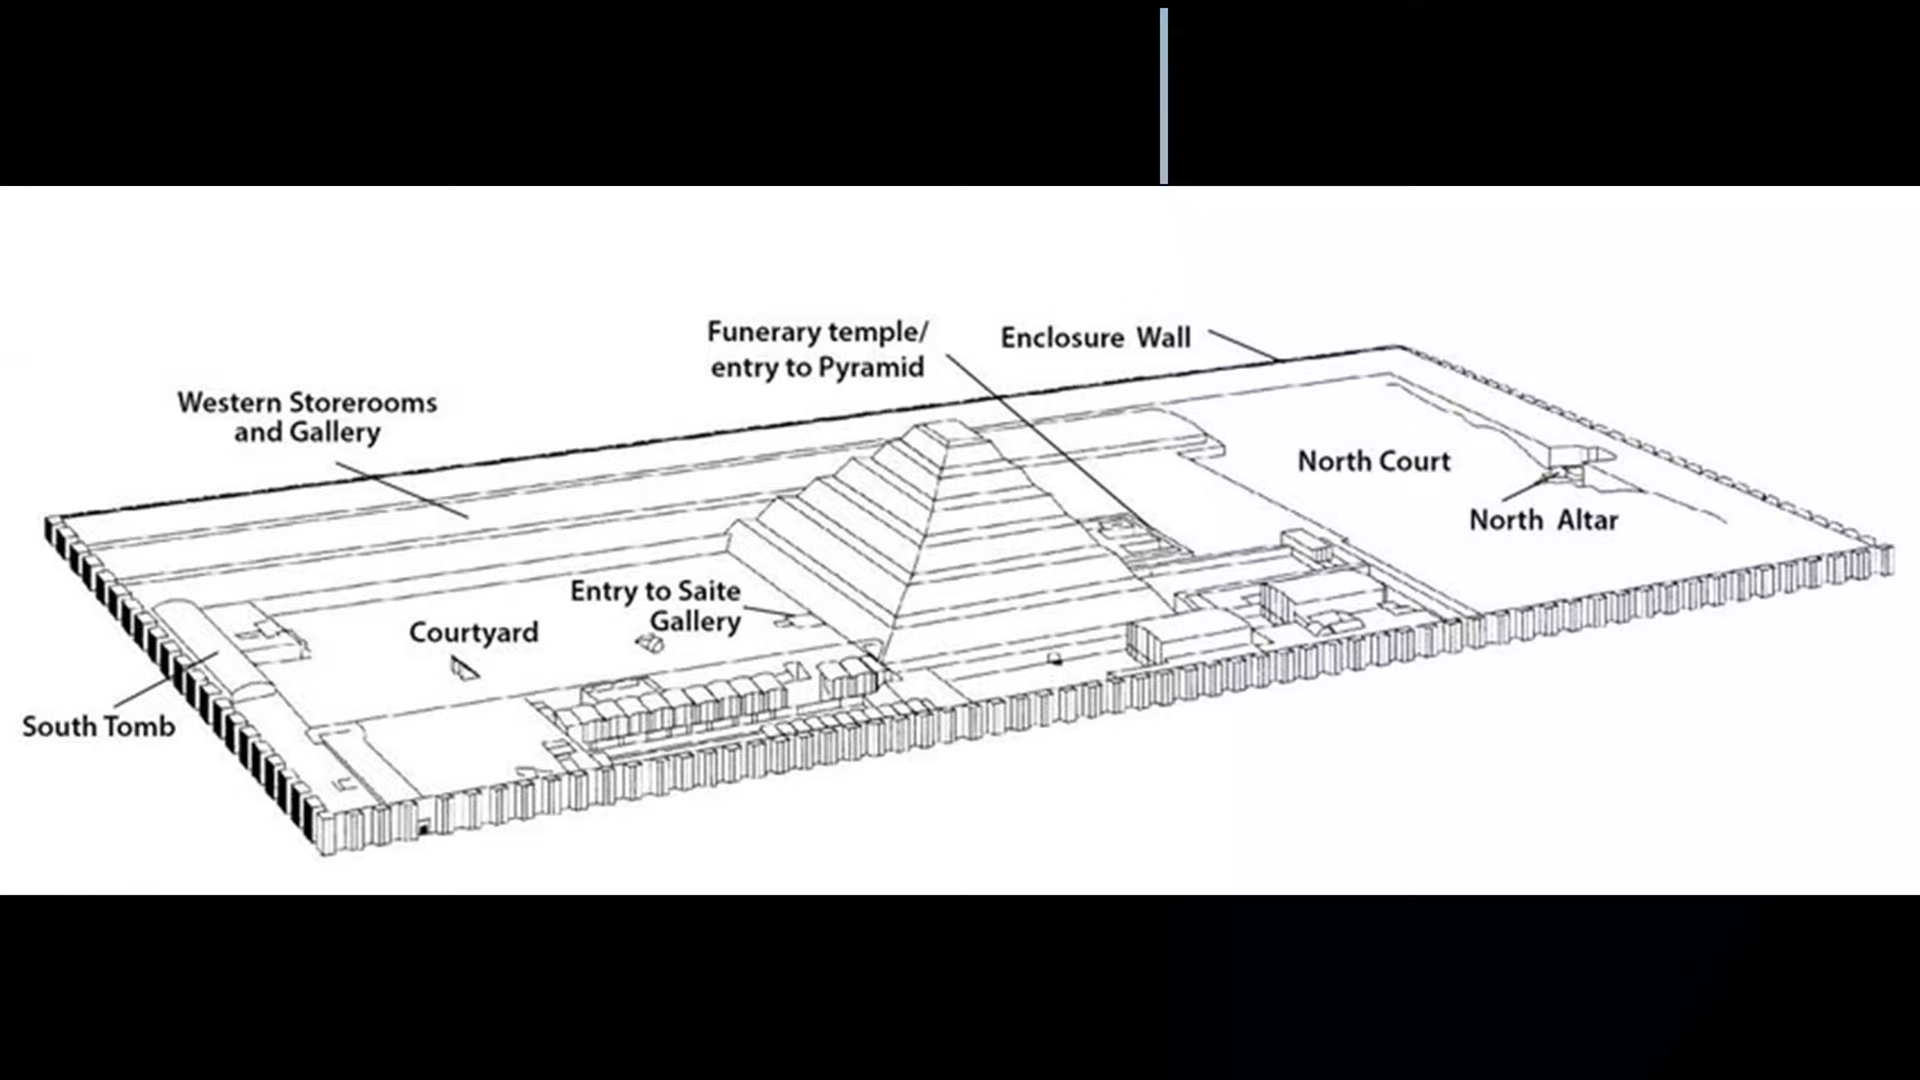 Funerary temple/
entry to Pyramid
Enclosure Wall
Western Storerooms
and Gallery
North Court
North Altar
Entry to Saite
Gallery
Courtyard
South Tomb